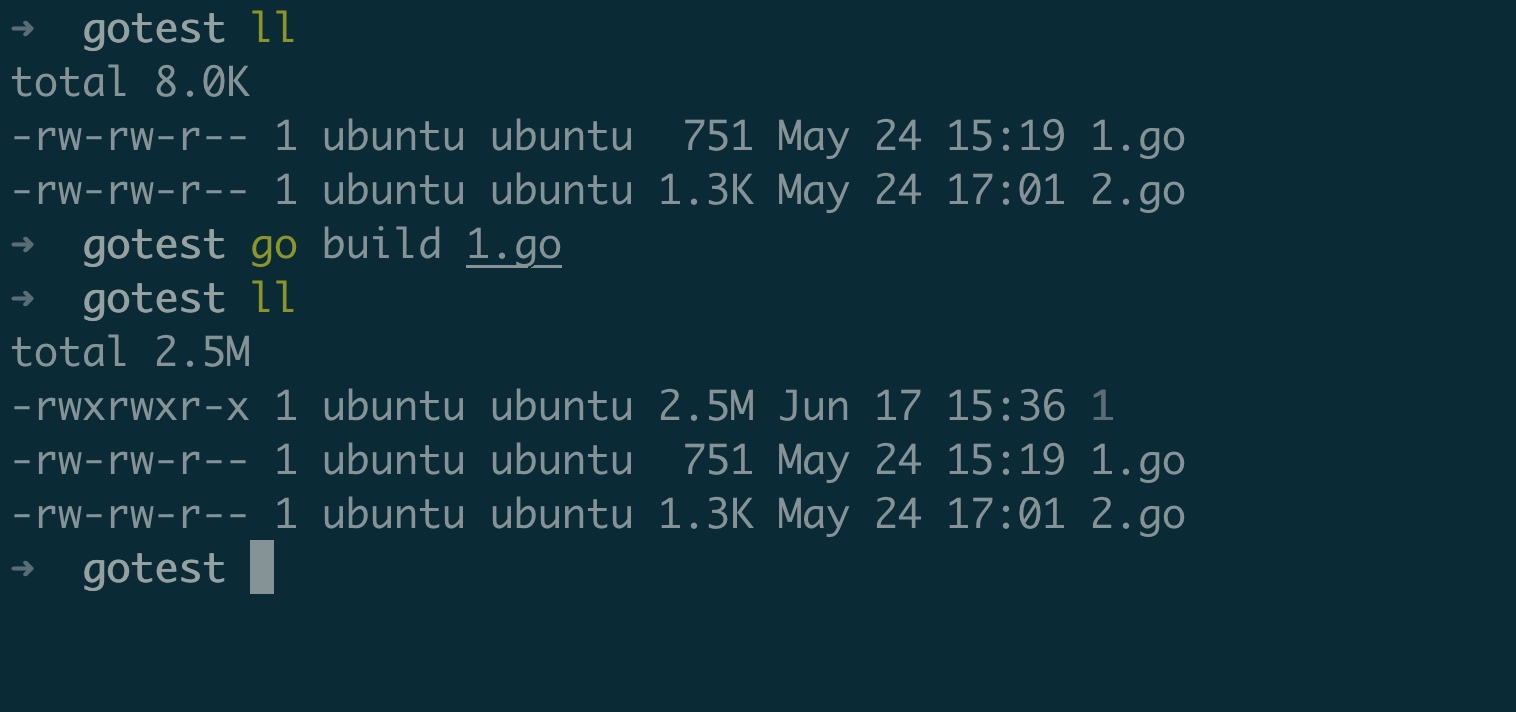 ➜  gotest ll
total 8.0K
-rw-rw-r-- 1 ubuntu ubuntu  751 May 24 15:19 1.go
-rw-rw-r-- 1 ubuntu ubuntu 1.3K May 24 17:01 2.go
➜  gotest go build 1.go
➜  gotest ll
total 2.5M
-rwxrwxr-x 1 ubuntu ubuntu 2.5M Jun 17 15:36 1
-rw-rw-r-- 1 ubuntu ubuntu  751 May 24 15:19 1.go
-rw-rw-r-- 1 ubuntu ubuntu 1.3K May 24 17:01 2.go
➜  gotest